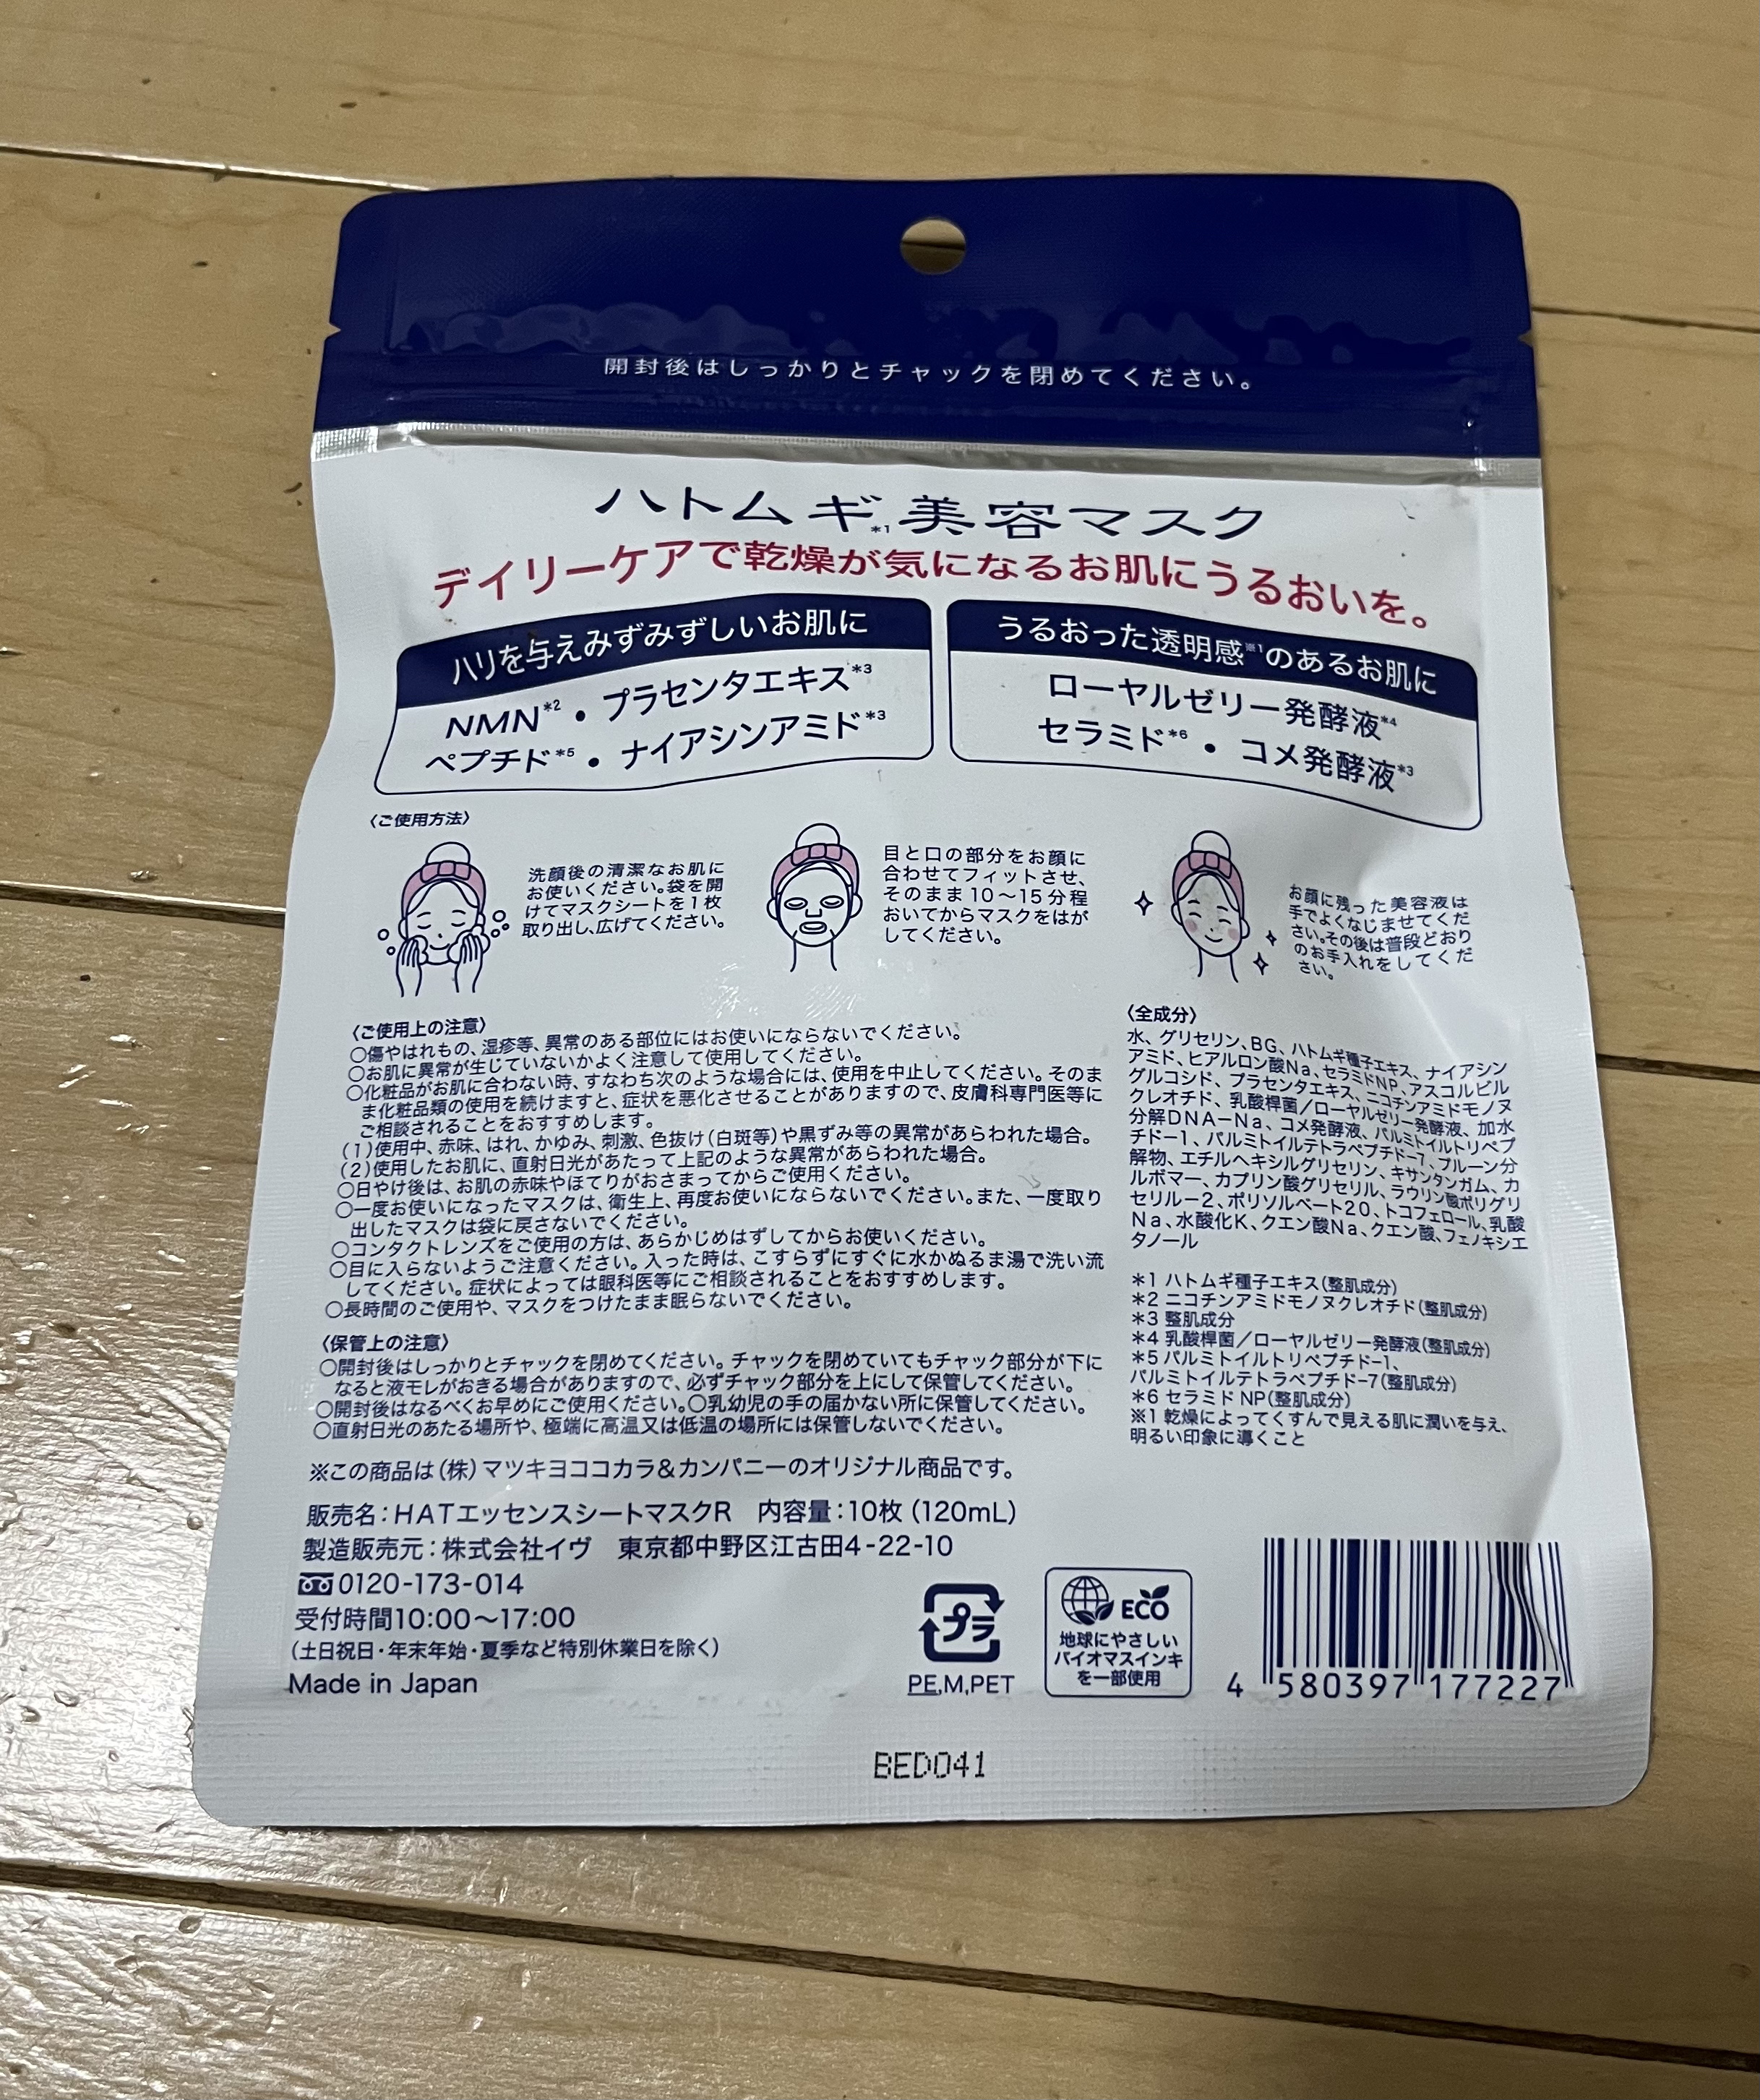 開封後はしっかりとチャックを閉めてください。
ハトムギ*1美容マスク
デイリーケアで乾燥が気になるお肌にうるおいを。
ハリを与えみずみずしいお肌に
NMN*2・プラセンタエキス*3
ペプチド*5・ナイアシンアミド*3
うるおった透明感※1のあるお肌に
ローヤルゼリー発酵液*4
セラミド*6・コメ発酵液*3
〈ご使用方法〉
洗顔後の清潔なお肌に
お使いください。袋を開
けてマスクシートを1枚
取り出し、広げてください。
目と口の部分をお顔に
合わせてフィットさせ、
そのまま10〜15分程
おいてからマスクをはが
してください。
お顔に残った美容液は
手でよくなじませてくだ
さい。その後は普段どおり
のお手入れをしてくだ
さい。
〈ご使用上の注意〉
○傷やはれもの、湿疹等、異常のある部位にはお使いにならないでください。
○お肌に異常が生じていないかよく注意して使用してください。
○化粧品がお肌に合わない時、すなわち次のような場合には、使用を中止してください。そのま
ま化粧品類の使用を続けますと、症状を悪化させることがありますので、皮膚科専門医等に
ご相談されることをおすすめします。
(1)使用中、赤味、はれ、かゆみ、刺激、色抜け(白斑等)や黒ずみ等の異常があらわれた場合。
(2)使用したお肌に、直射日光があたって上記のような異常があらわれた場合。
○日やけ後は、お肌の赤味やほてりがおさまってからご使用ください。
○一度お使いになったマスクは、衛生上、再度お使いにならないでください。また、一度取り
出したマスクは袋に戻さないでください。
○コンタクトレンズをご使用の方は、あらかじめはずしてからお使いください。
○目に入らないようご注意ください。入った時は、こすらずにすぐに水かぬるま湯で洗い流
してください。症状によっては眼科医等にご相談されることをおすすめします。
○長時間のご使用や、マスクをつけたまま眠らないでください。
〈保管上の注意〉
○開封後はしっかりとチャックを閉めてください。チャックを閉めていてもチャック部分が下に
なると液モレがおきる場合がありますので、必ずチャック部分を上にして保管してください。
○開封後はなるべくお早めにご使用ください。○乳幼児の手の届かない所に保管してください。
○直射日光のあたる場所や、極端に高温又は低温の場所には保管しないでください。
※この商品は(株)マツキヨココカラ&カンパニーのオリジナル商品です。
販売名:HATエッセンスシートマスクR 内容量:10枚(120mL)
製造販売元:株式会社イヴ 東京都中野区江古田4-22-10
0120-173-014
受付時間10:00〜17:00
(土日祝日・年末年始・夏季など特別休業日を除く)
Made in Japan
〈全成分〉
水、グリセリン、BG、ハトムギ種子エキス、ナイアシン
アミド、ヒアルロン酸Na、セラミドNP、アスコルビル
グルコシド、プラセンタエキス、ニコチンアミドモノヌ
クレオチド、乳酸桿菌/ローヤルゼリー発酵液、加水
分解DNA-Na、コメ発酵液、パルミトイルトリペプ
チド-1、パルミトイルテトラペプチド-7、プルーン分
解物、エチルヘキシルグリセリン、キサンタンガム、カ
ルボマー、カプリン酸グリセリル、ラウリン酸ポリグリ
セリル-2、ポリソルベート20、トコフェロール、乳酸
Na、水酸化K、クエン酸Na、クエン酸、フェノキシエ
タノール
*1 ハトムギ種子エキス(整肌成分)
*2 ニコチンアミドモノヌクレオチド(整肌成分)
*3 整肌成分
*4 乳酸桿菌/ローヤルゼリー発酵液(整肌成分)
*5 パルミトイルトリペプチド-1、
パルミトイルテトラペプチド-7(整肌成分)
*6 セラミド NP(整肌成分)
※1 乾燥によってくすんで見える肌に潤いを与え、
明るい印象に導くこと
プラ
PE,M,PET
ECO
地球にやさしい
バイオマスインキ
を一部使用
4 580397 177227
BED041